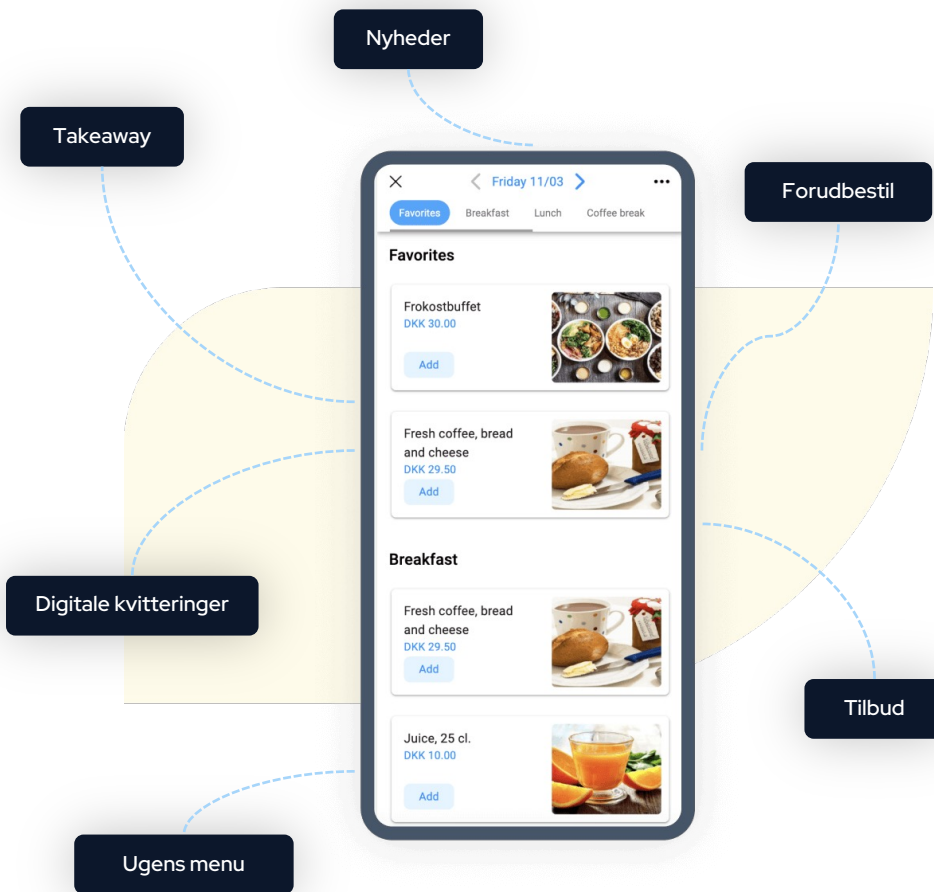 Nyheder
Takeaway
Forudbestil
Friday 11/03
Favorites Breakfast Lunch Coffee break
Favorites
Frokostbuffet
DKK 30.00
Add
Fresh coffee, bread
and cheese
DKK 29.50
Add
Breakfast
Fresh coffee, bread
and cheese
DKK 29.50
Add
Juice, 25 cl.
DKK 10.00
Add
Digitale kvitteringer
Tilbud
Ugens menu